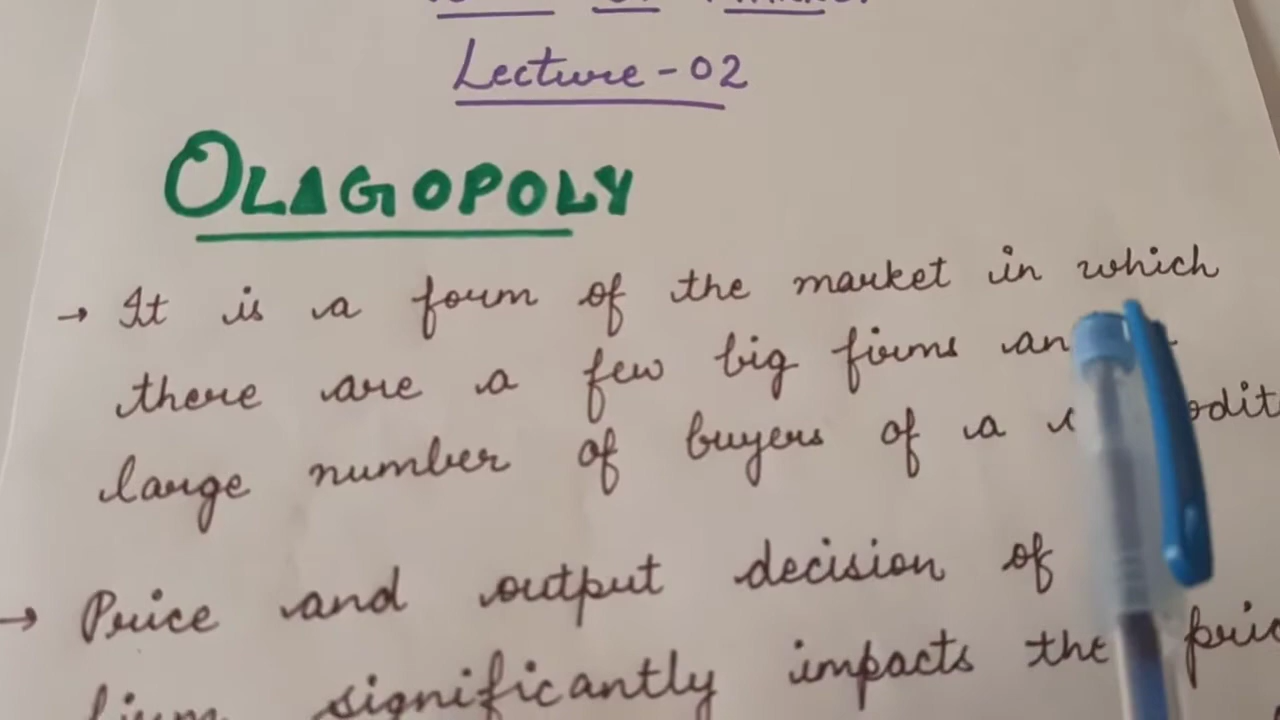 Lecture-02
OLAGOPOLY
→ It is a form of the market in which
there are a few big firms
large number of buyers of a
→ Price and output decision of
significantly impacts the